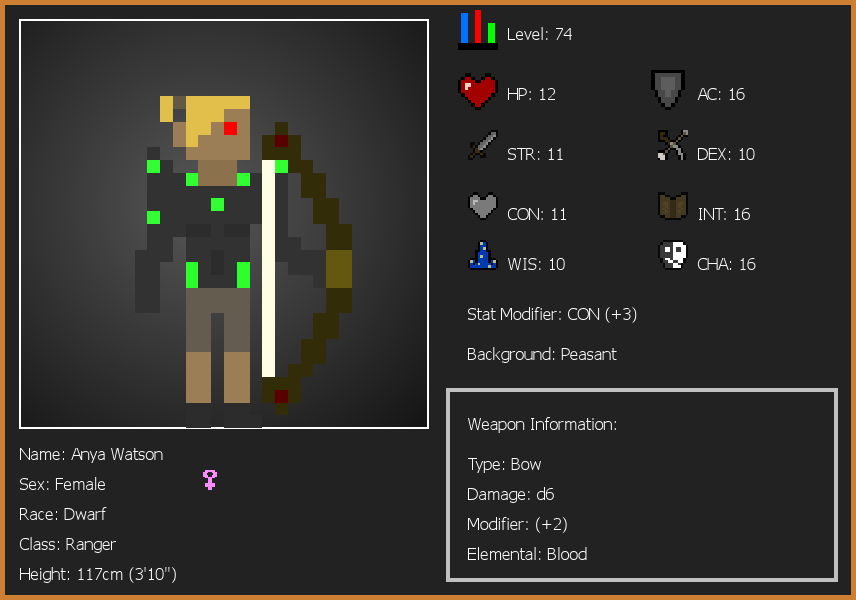 Level: 74
HP: 12
AC: 16
STR: 11
DEX: 10
CON: 11
INT: 16
WIS: 10
CHA: 16
Stat Modifier: CON (+3)
Background: Peasant
Weapon Information:
Type: Bow
Damage: d6
Modifier: (+2)
Elemental: Blood
Name: Anya Watson
Sex: Female
Race: Dwarf
Class: Ranger
Height: 117cm (3'10")